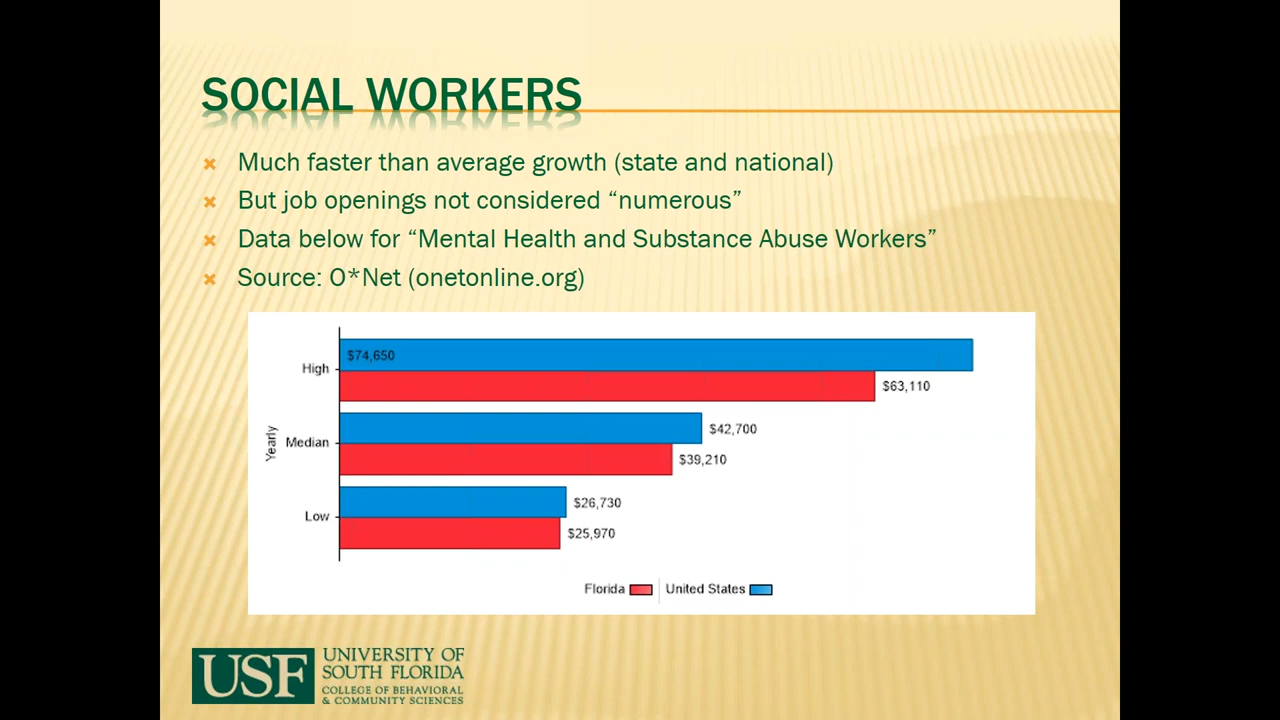 SOCIAL WORKERS
Much faster than average growth (state and national)
But job openings not considered “numerous”
Data below for “Mental Health and Substance Abuse Workers”
Source: O*Net (onetonline.org)
$74,650
High
$63,110
$42,700
Yearly
Median
$39,210
$26,730
Low
$25,970
Florida United States
USF
UNIVERSITY OF
SOUTH FLORIDA
COLLEGE OF BEHAVIORAL
& COMMUNITY SCIENCES